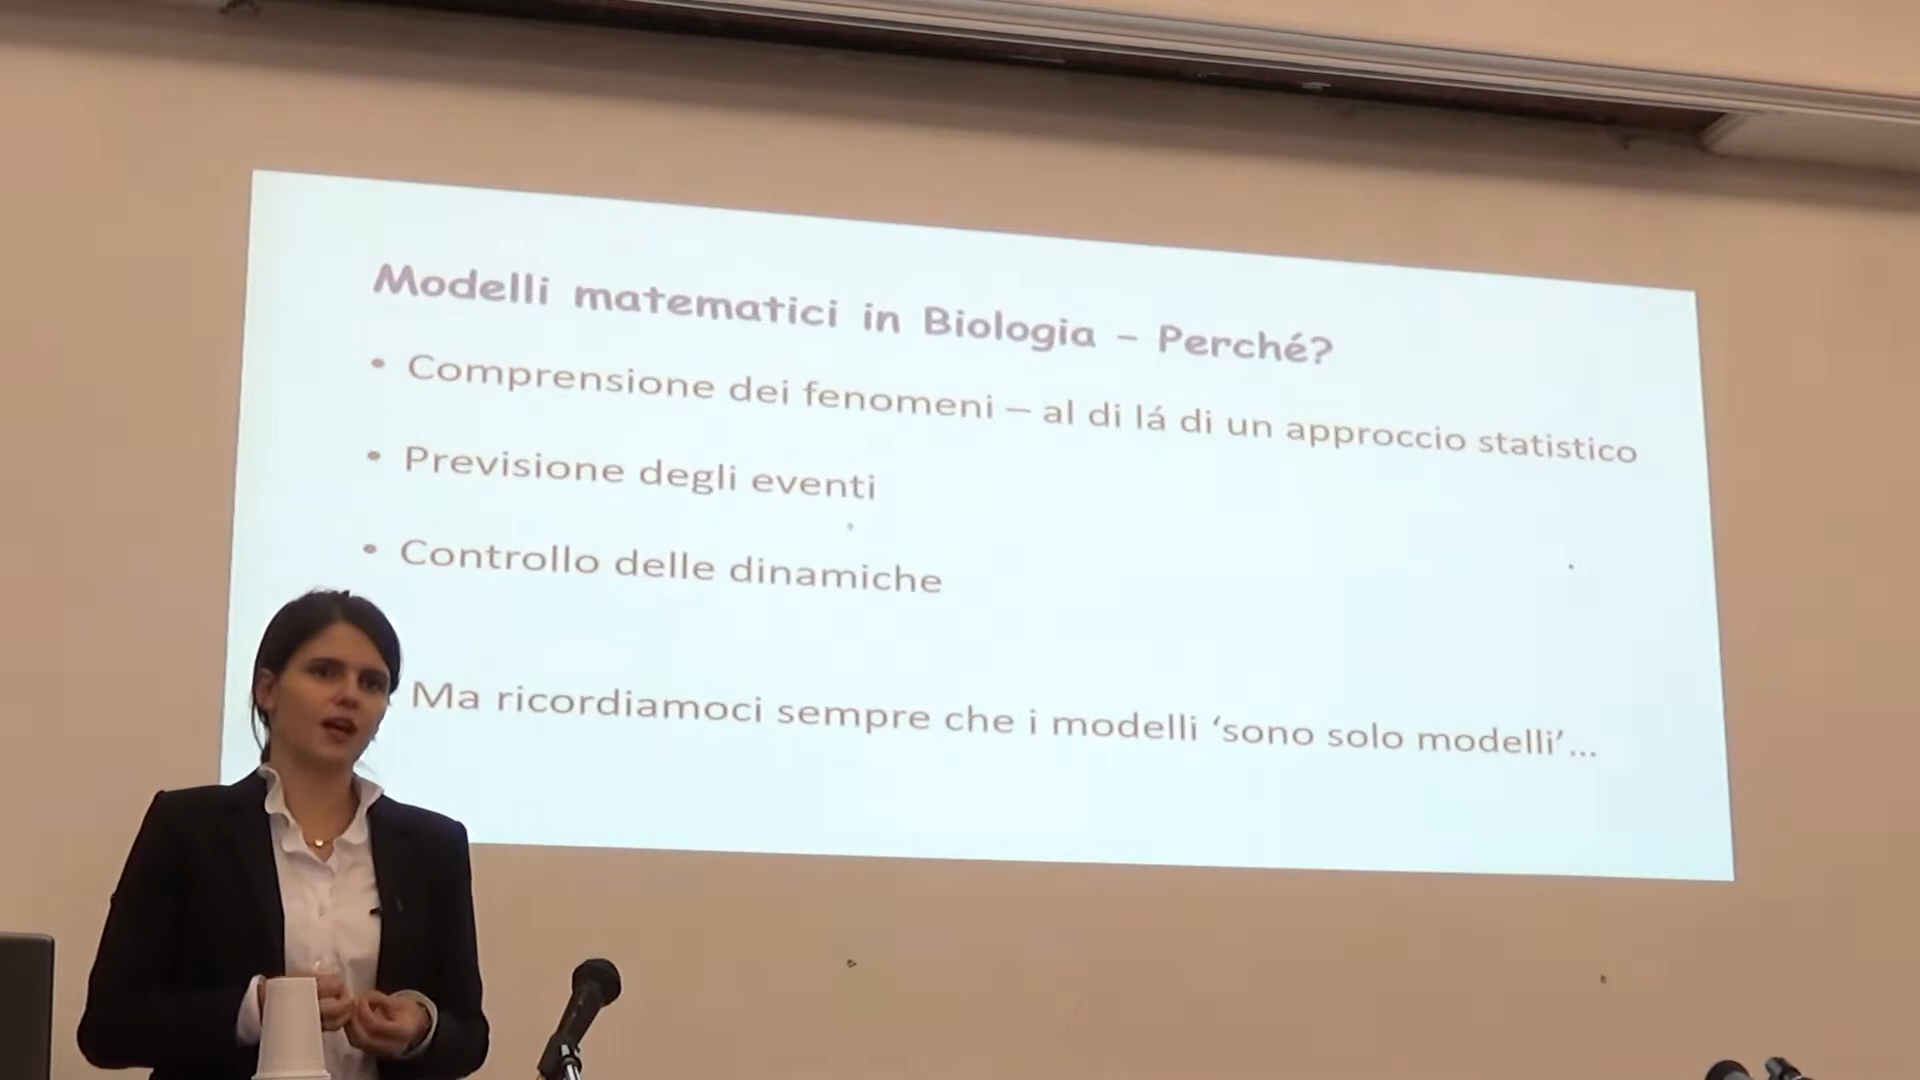 Modelli matematici in Biologia – Perché?
• Comprensione dei fenomeni – al di lá di un approccio statistico
• Previsione degli eventi
• Controllo delle dinamiche
Ma ricordiamoci sempre che i modelli ‘sono solo modelli’...